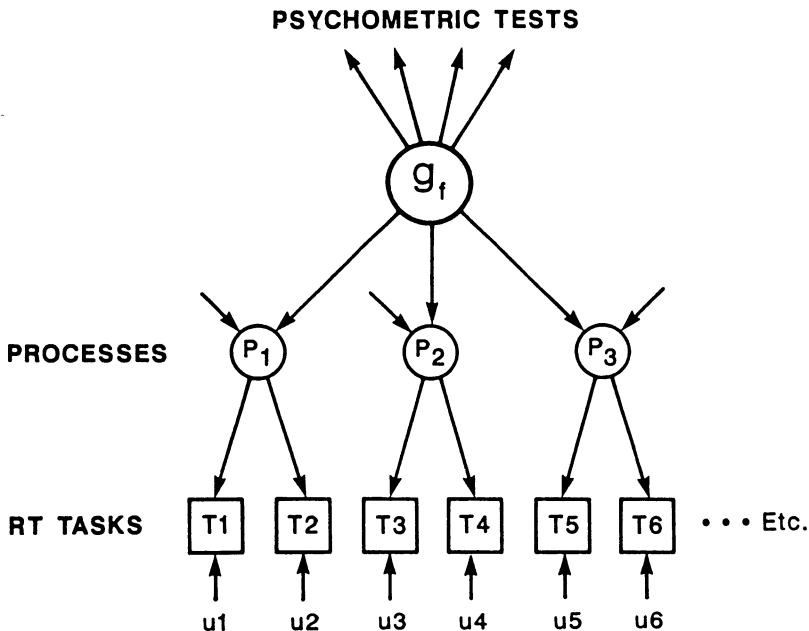 PSYCHOMETRIC TESTS
gf
PROCESSES
P1
P2
P3
RT TASKS
T1
T2
T3
T4
T5
T6
• • • Etc.
u1
u2
u3
u4
u5
u6